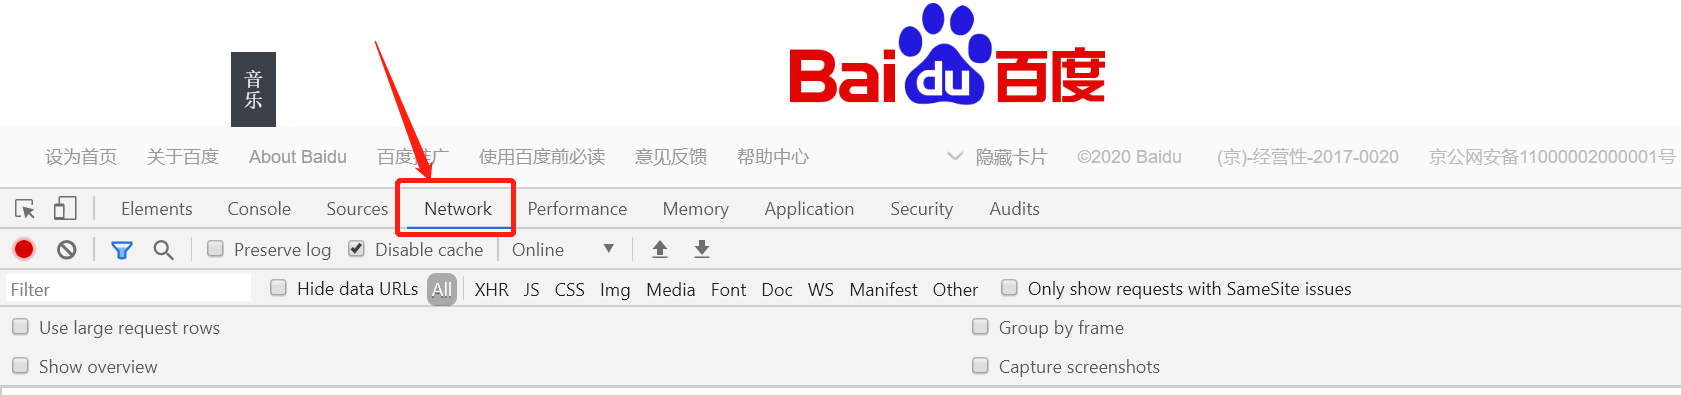 Baidu百度
音乐
设为首页 关于百度 About Baidu 百度推广 使用百度前必读 意见反馈 帮助中心 隐藏卡片 ©2020 Baidu (京)-经营性-2017-0020 京公网安备11000002000001号
Elements Console Sources Network Performance Memory Application Security Audits
Preserve log Disable cache Online
Filter Hide data URLs All XHR JS CSS Img Media Font Doc WS Manifest Other Only show requests with SameSite issues
Use large request rows Group by frame
Show overview Capture screenshots